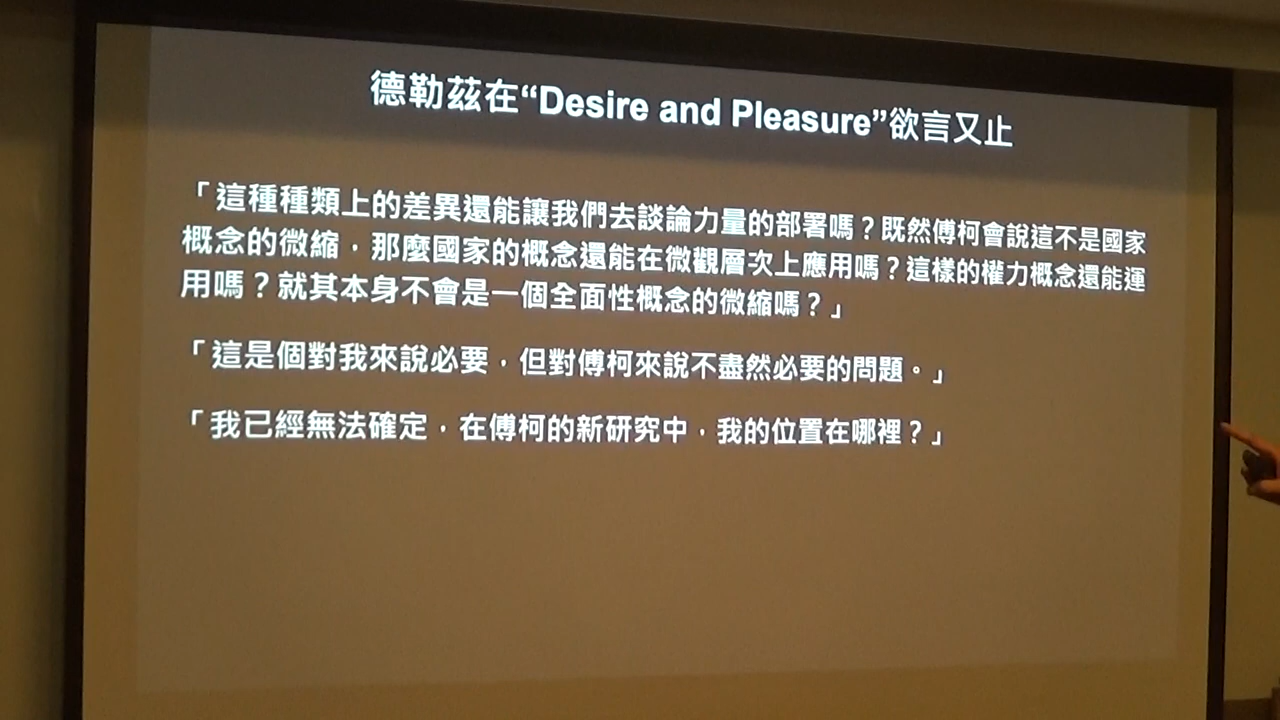 德勒茲在“Desire and Pleasure”欲言又止
「這種種類上的差異還能讓我們去談論力量的部署嗎？既然傅柯會說這不是國家
概念的微縮，那麼國家的概念還能在微觀層次上應用嗎？這樣的權力概念還能運
用嗎？就其本身不會是一個全面性概念的微縮嗎？」
「這是個對我來說必要，但對傅柯來說不盡然必要的問題。」
「我已經無法確定，在傅柯的新研究中，我的位置在哪裡？」